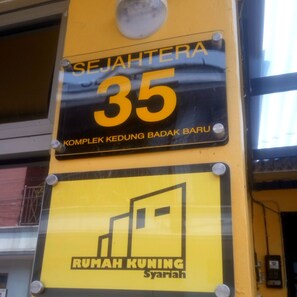 SEJAHTERA
35
KOMPLEK KEDUNG BADAK BARU
RUMAH KUNING
Syariah